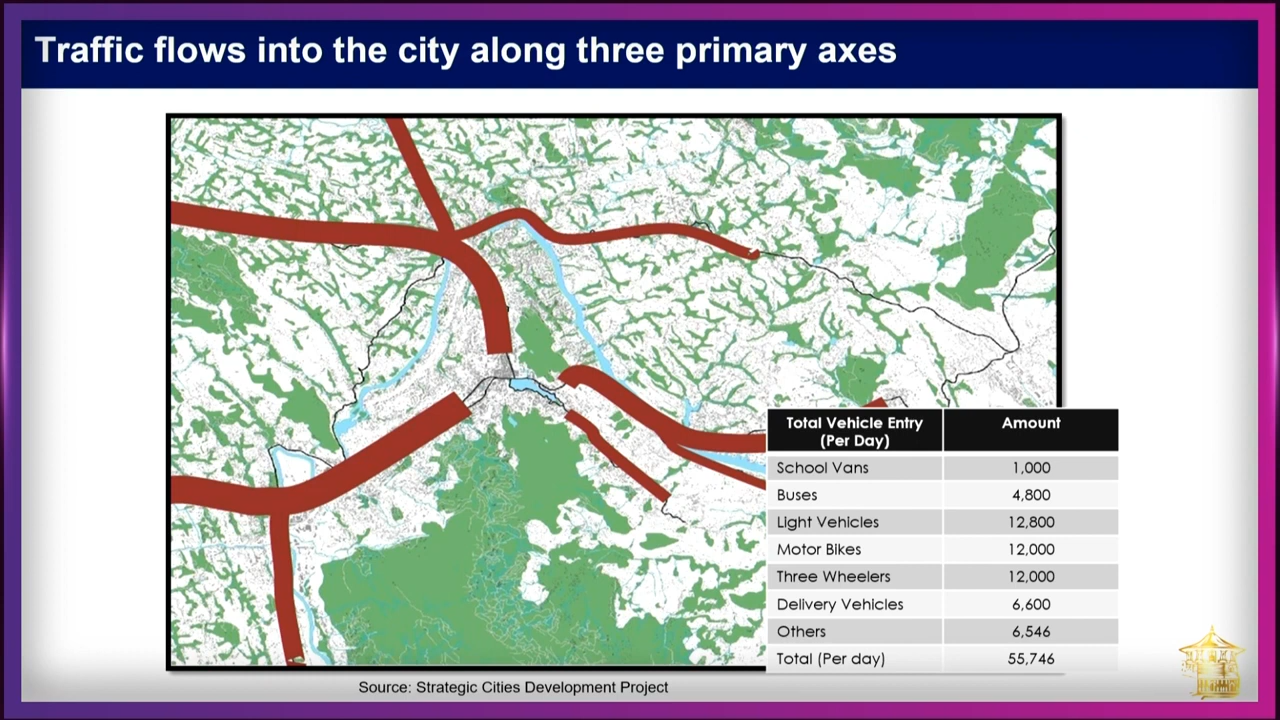 Traffic flows into the city along three primary axes
Total Vehicle Entry (Per Day) Amount
School Vans 1,000
Buses 4,800
Light Vehicles 12,800
Motor Bikes 12,000
Three Wheelers 12,000
Delivery Vehicles 6,600
Others 6,546
Total (Per day) 55,746
Source: Strategic Cities Development Project